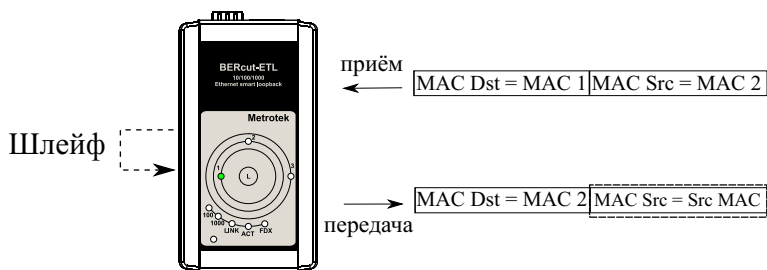 BERcut-ETL
10/100/1000
Ethernet smart loopback
Metrotek
2
1
3
L
100
1000
LINK
ACT
FDX
Шлейф
приём
MAC Dst = MAC 1 MAC Src = MAC 2
MAC Dst = MAC 2 MAC Src = Src MAC
передача